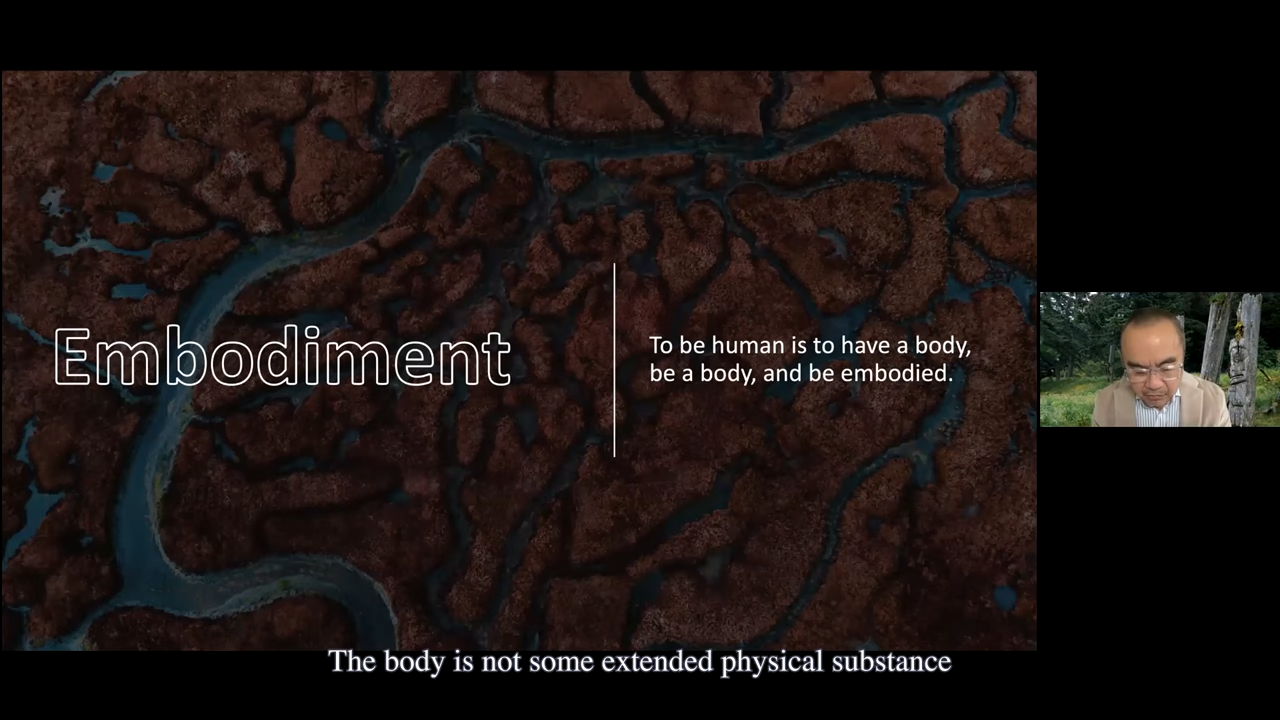 Embodiment
To be human is to have a body,
be a body, and be embodied.
The body is not some extended physical substance